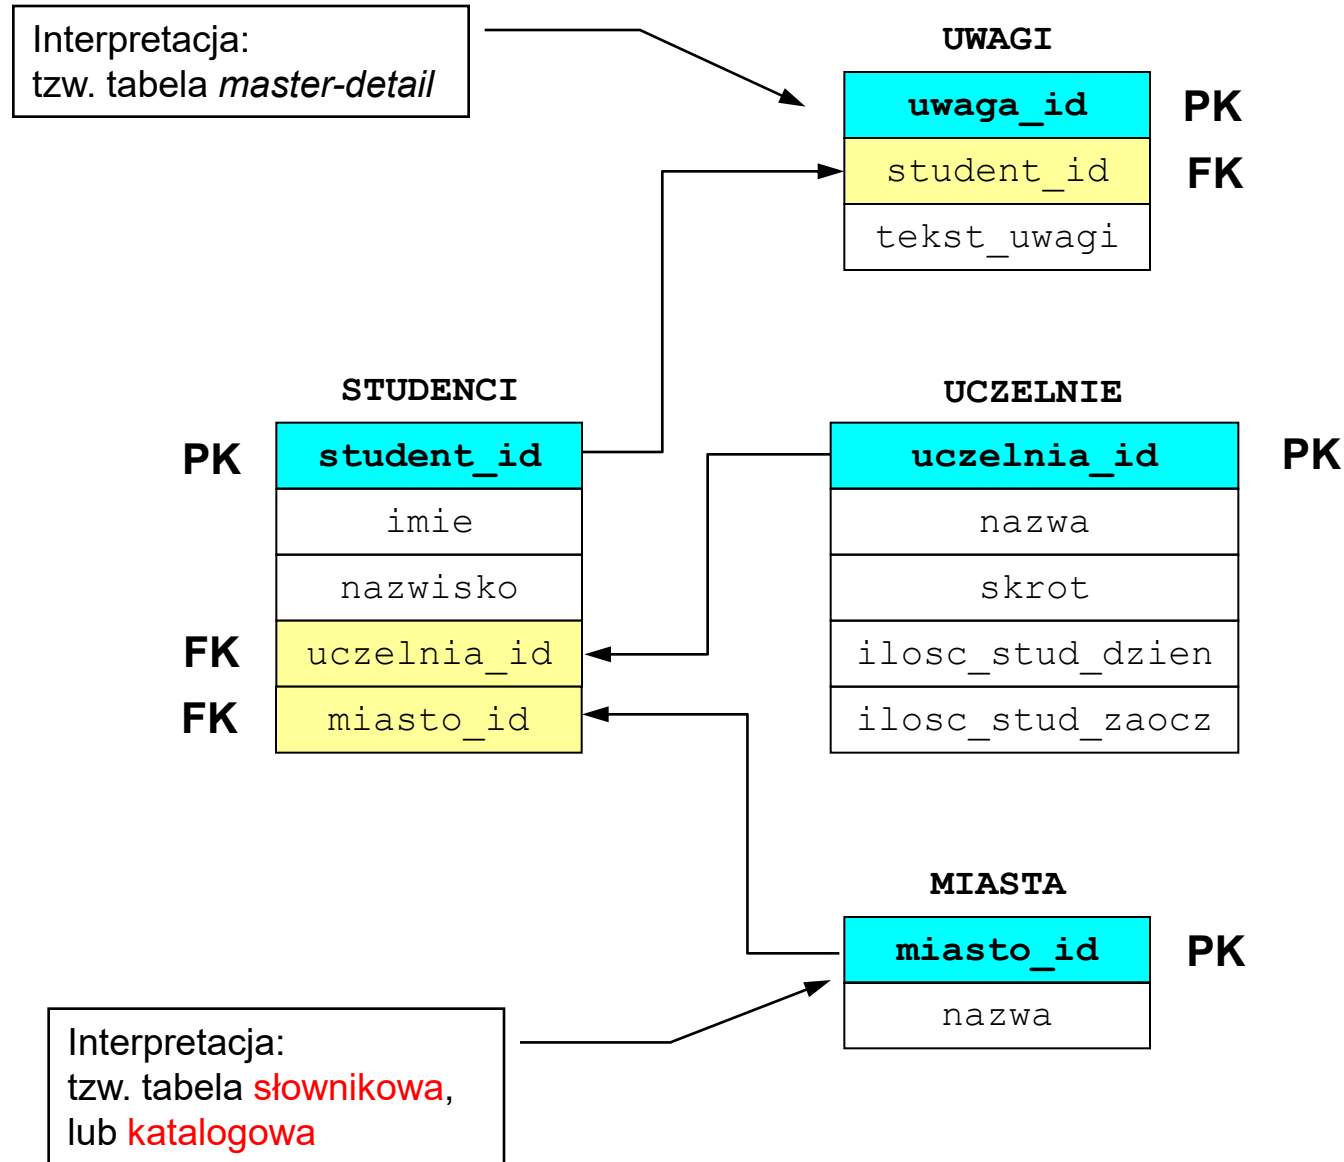 Interpretacja:
tzw. tabela master-detail
UWAGI
uwaga_id PK
student_id FK
tekst_uwagi
STUDENCI
PK student_id
imie
nazwisko
FK uczelnia_id
FK miasto_id
UCZELNIE
uczelnia_id PK
nazwa
skrot
ilosc_stud_dzien
ilosc_stud_zaocz
MIASTA
miasto_id PK
nazwa
Interpretacja:
tzw. tabela słownikowa,
lub katalogowa